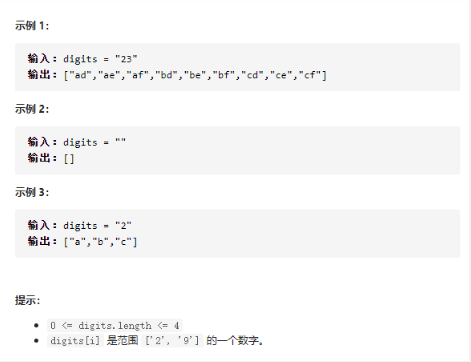 示例 1：
输入：digits = "23"
输出：["ad","ae","af","bd","be","bf","cd","ce","cf"]
示例 2：
输入：digits = ""
输出：[]
示例 3：
输入：digits = "2"
输出：["a","b","c"]
提示：
• 0 <= digits.length <= 4
• digits[i] 是范围 ['2', '9'] 的一个数字。